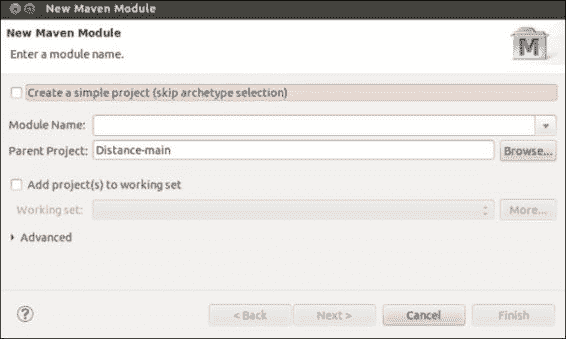 New Maven Module
New Maven Module
Enter a module name.
M
Create a simple project (skip archetype selection)
Module Name:
Parent Project: Distance-main Browse...
Add project(s) to working set
Working set: More...
Advanced
? < Back Next > Cancel Finish